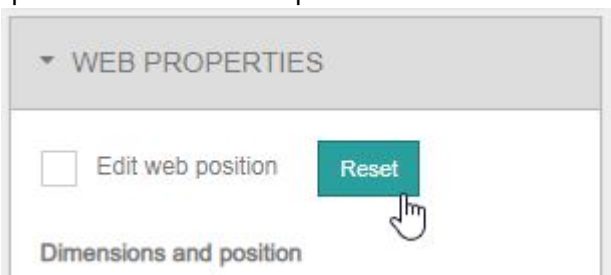 WEB PROPERTIES
Edit web position Reset
Dimensions and position